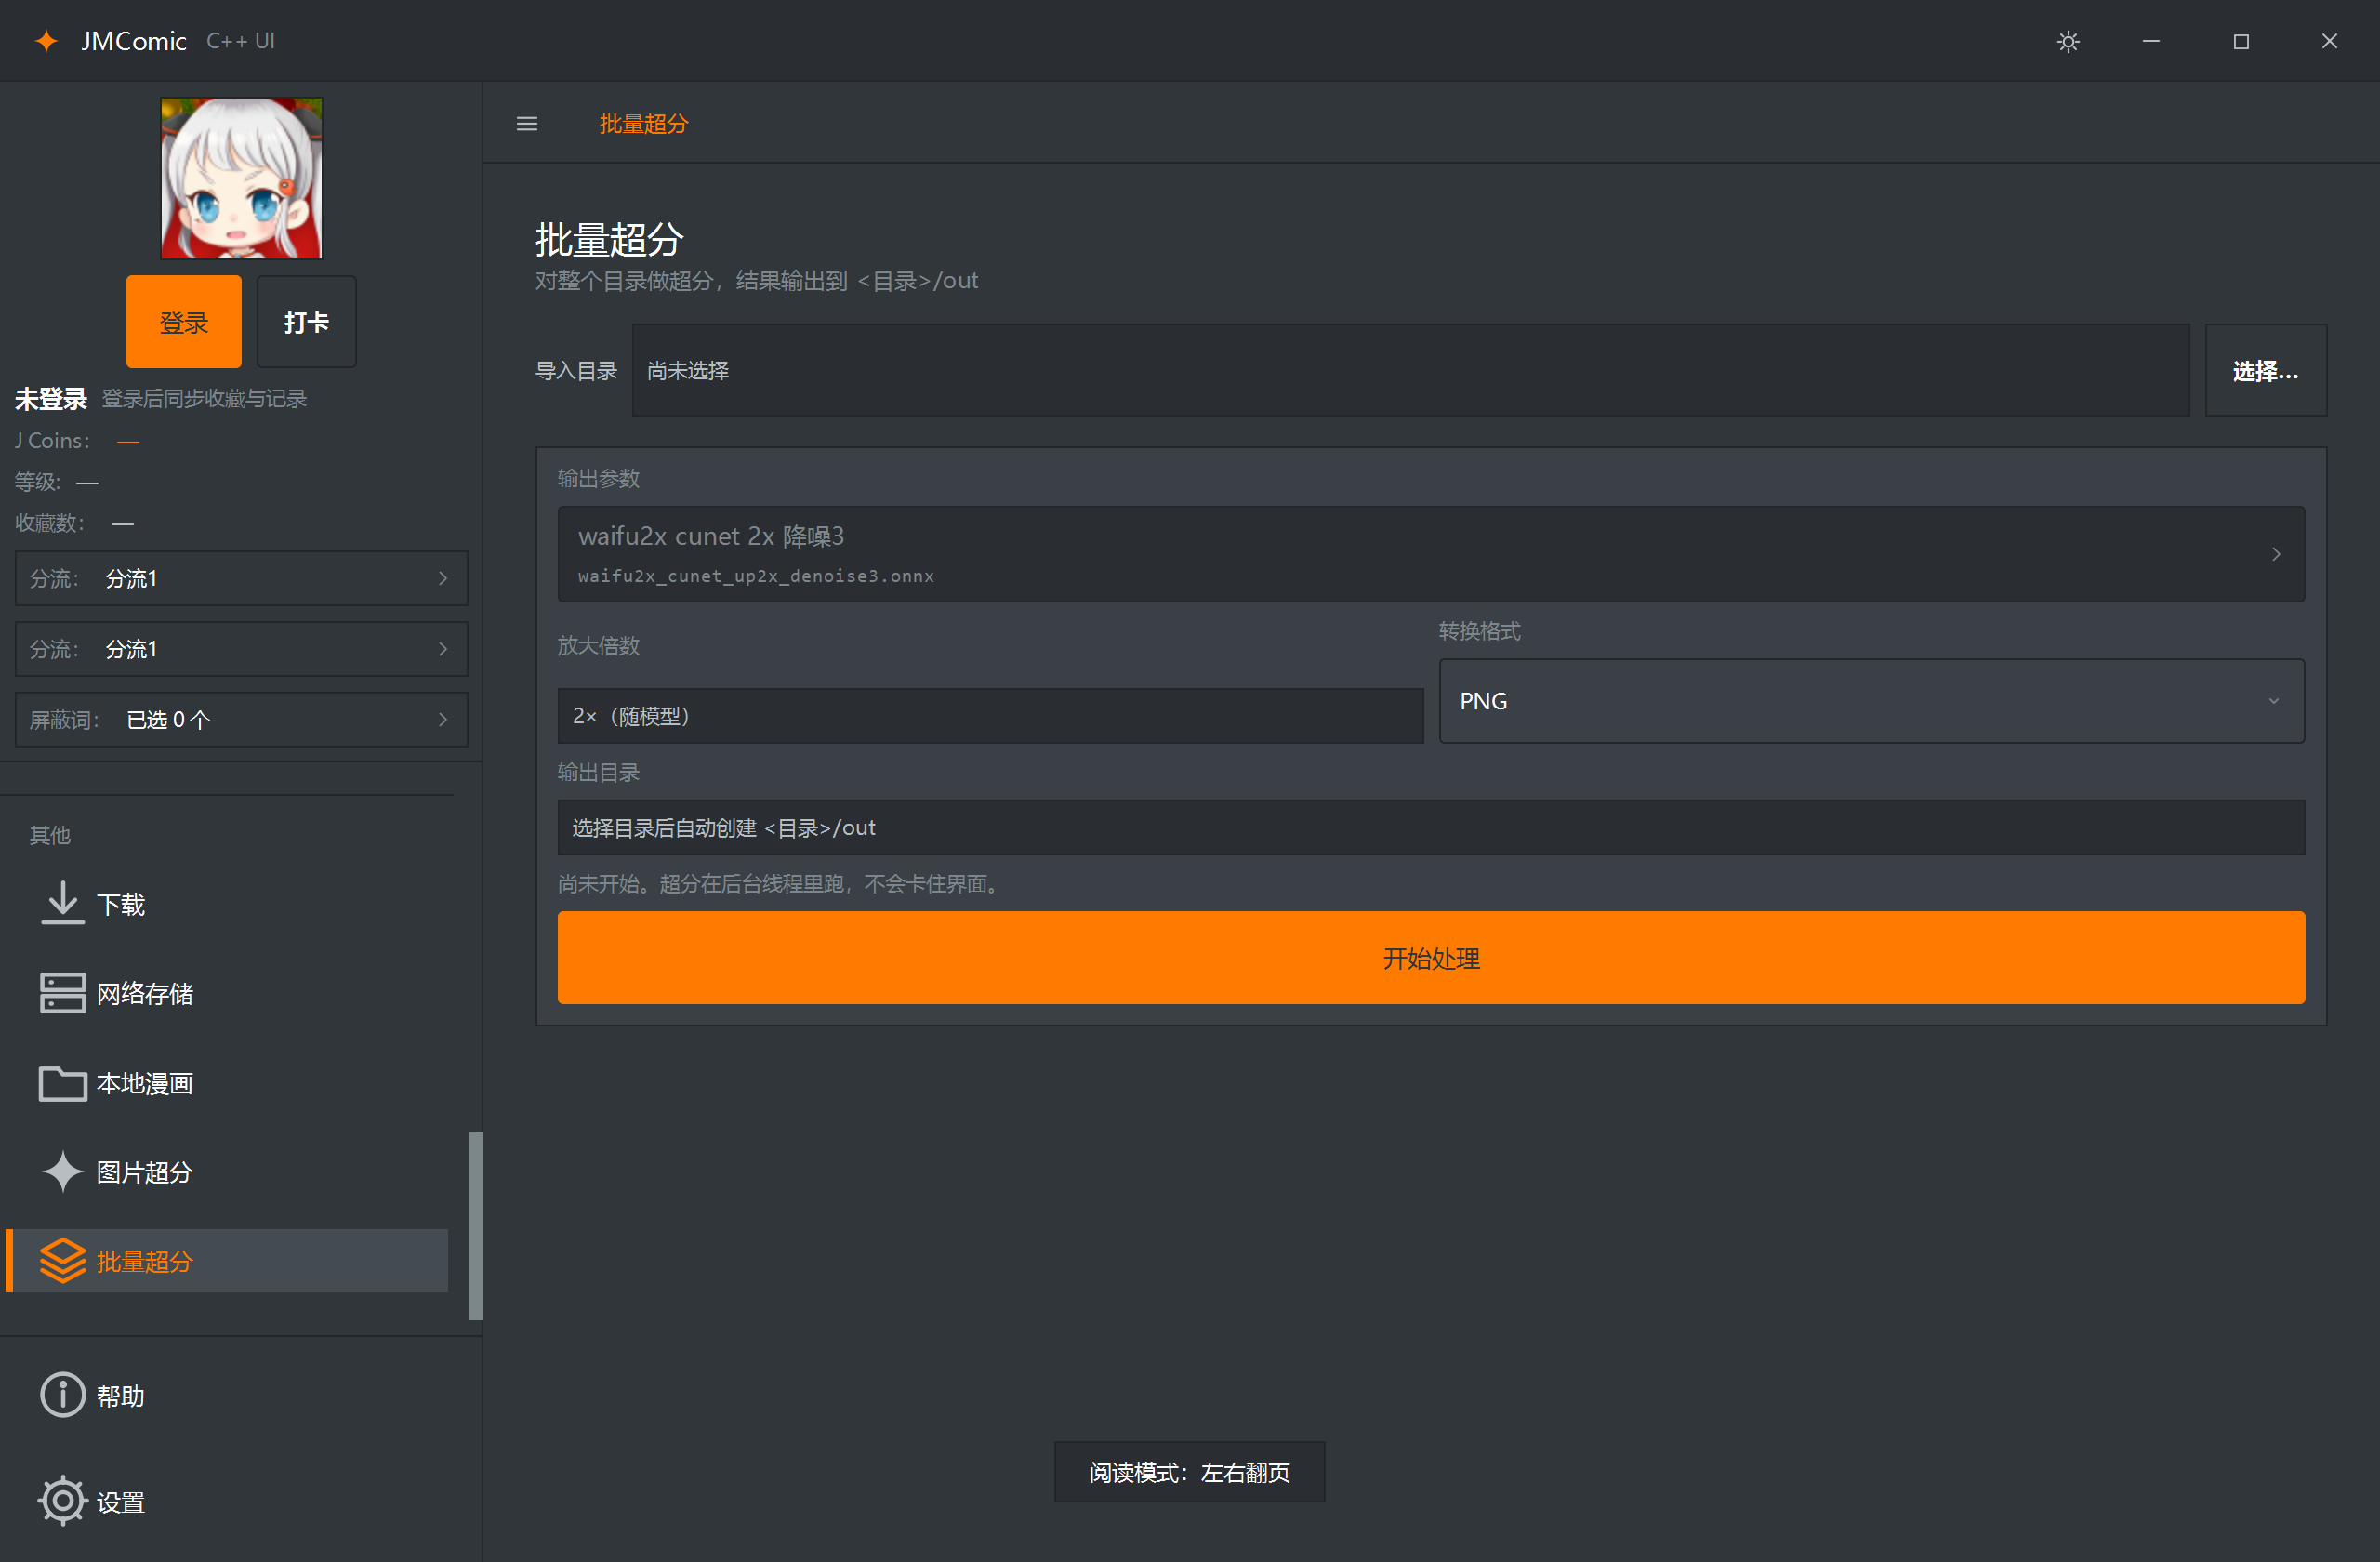 JMComic C++ UI
批量超分
登录 打卡
未登录 登录后同步收藏与记录
J Coins： —
等级: —
收藏数： —
分流： 分流1
分流： 分流1
屏蔽词： 已选 0 个
其他
下载
网络存储
本地漫画
图片超分
批量超分
帮助
设置
批量超分
对整个目录做超分，结果输出到 <目录>/out
导入目录 尚未选择 选择...
输出参数
waifu2x cunet 2x 降噪3
waifu2x_cunet_up2x_denoise3.onnx
放大倍数 转换格式
2×（随模型） PNG
输出目录
选择目录后自动创建 <目录>/out
尚未开始。超分在后台线程里跑，不会卡住界面。
开始处理
阅读模式：左右翻页